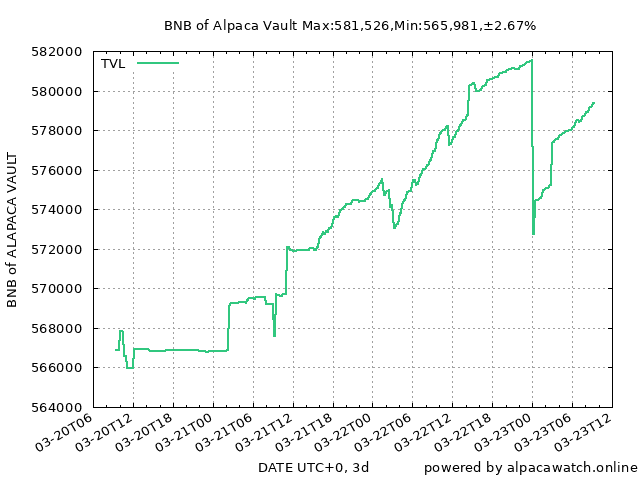 BNB of Alpaca Vault Max:581,526,Min:565,981,±2.67%
582000
580000
578000
576000
574000
572000
570000
568000
566000
564000
TVL
BNB of ALAPACA VAULT
03-20T06
03-20T12
03-20T18
03-21T00
03-21T06
03-21T12
03-21T18
03-22T00
03-22T06
03-22T12
03-22T18
03-23T00
03-23T06
03-23T12
DATE UTC+0, 3d
powered by alpacawatch.online